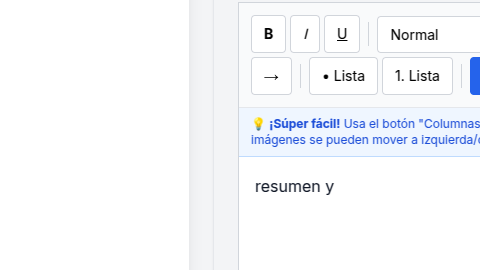 B I U Normal
→ • Lista 1. Lista
💡 ¡Súper fácil! Usa el botón "Columnas
imágenes se pueden mover a izquierda/
resumen y